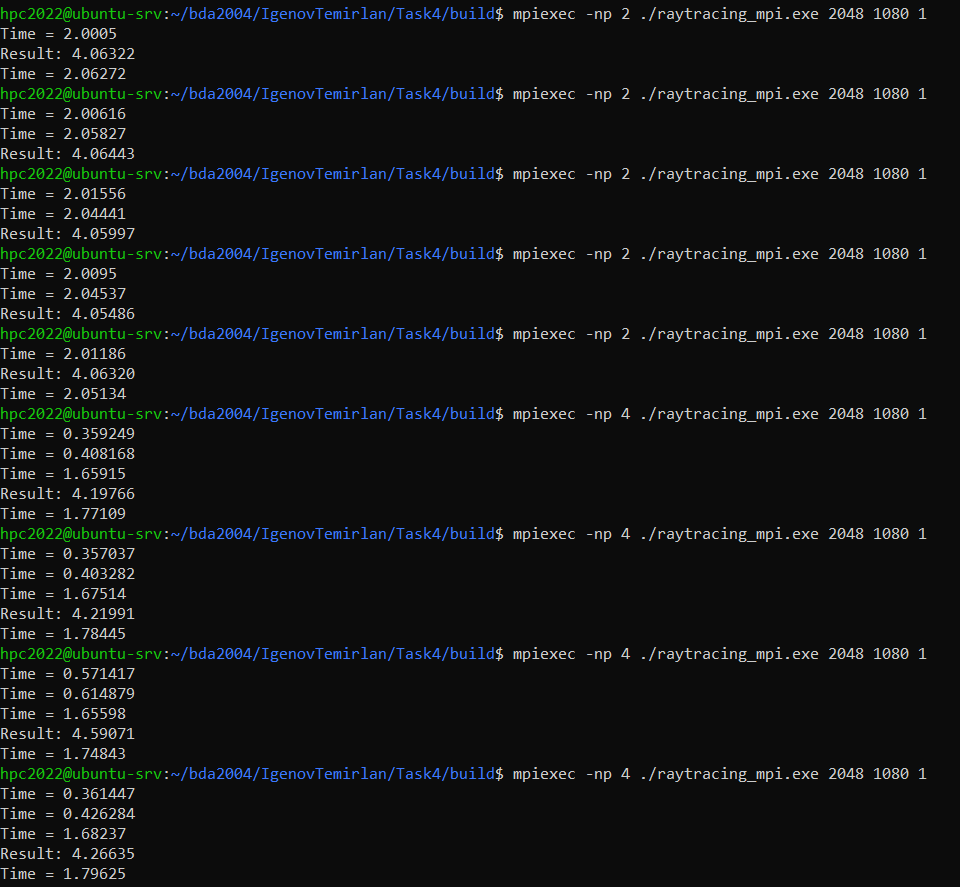 hpc2022@ubuntu-srv:~/bda2004/IgenovTemirlan/Task4/build$ mpiexec -np 2 ./raytracing_mpi.exe 2048 1080 1
Time = 2.0005
Result: 4.06322
Time = 2.06272
hpc2022@ubuntu-srv:~/bda2004/IgenovTemirlan/Task4/build$ mpiexec -np 2 ./raytracing_mpi.exe 2048 1080 1
Time = 2.00616
Time = 2.05827
Result: 4.06443
hpc2022@ubuntu-srv:~/bda2004/IgenovTemirlan/Task4/build$ mpiexec -np 2 ./raytracing_mpi.exe 2048 1080 1
Time = 2.01556
Time = 2.04441
Result: 4.05997
hpc2022@ubuntu-srv:~/bda2004/IgenovTemirlan/Task4/build$ mpiexec -np 2 ./raytracing_mpi.exe 2048 1080 1
Time = 2.0095
Time = 2.04537
Result: 4.05486
hpc2022@ubuntu-srv:~/bda2004/IgenovTemirlan/Task4/build$ mpiexec -np 2 ./raytracing_mpi.exe 2048 1080 1
Time = 2.01186
Result: 4.06320
Time = 2.05134
hpc2022@ubuntu-srv:~/bda2004/IgenovTemirlan/Task4/build$ mpiexec -np 4 ./raytracing_mpi.exe 2048 1080 1
Time = 0.359249
Time = 0.408168
Time = 1.65915
Result: 4.19766
Time = 1.77109
hpc2022@ubuntu-srv:~/bda2004/IgenovTemirlan/Task4/build$ mpiexec -np 4 ./raytracing_mpi.exe 2048 1080 1
Time = 0.357037
Time = 0.403282
Time = 1.67514
Result: 4.21991
Time = 1.78445
hpc2022@ubuntu-srv:~/bda2004/IgenovTemirlan/Task4/build$ mpiexec -np 4 ./raytracing_mpi.exe 2048 1080 1
Time = 0.571417
Time = 0.614879
Time = 1.65598
Result: 4.59071
Time = 1.74843
hpc2022@ubuntu-srv:~/bda2004/IgenovTemirlan/Task4/build$ mpiexec -np 4 ./raytracing_mpi.exe 2048 1080 1
Time = 0.361447
Time = 0.426284
Time = 1.68237
Result: 4.26635
Time = 1.79625